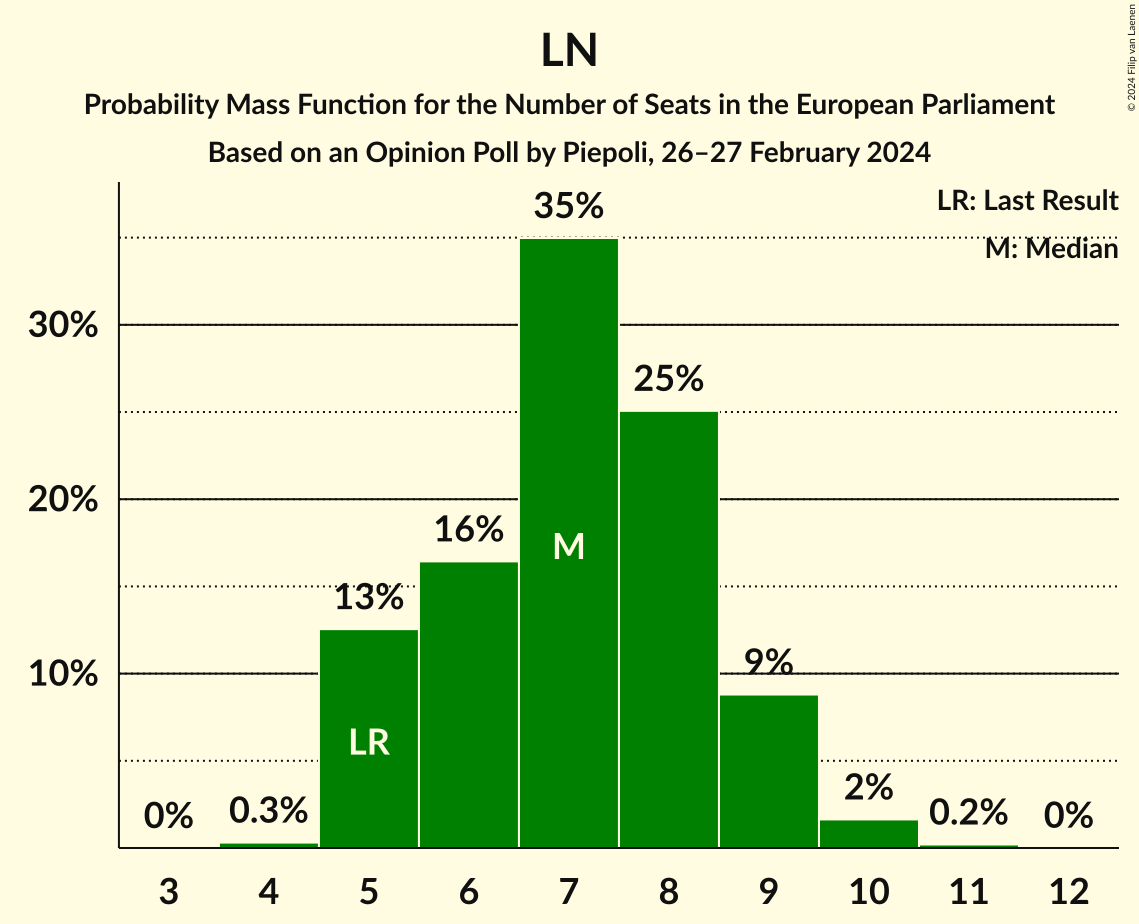 LN
Probability Mass Function for the Number of Seats in the European Parliament
Based on an Opinion Poll by Piepoli, 26–27 February 2024
© 2024 Filip van Laenen
LR: Last Result
M: Median
35%
30%
25%
20%
16%
M
13%
10%
9%
LR
2%
0%
0.3%
0.2%
0%
3 4 5 6 7 8 9 10 11 12